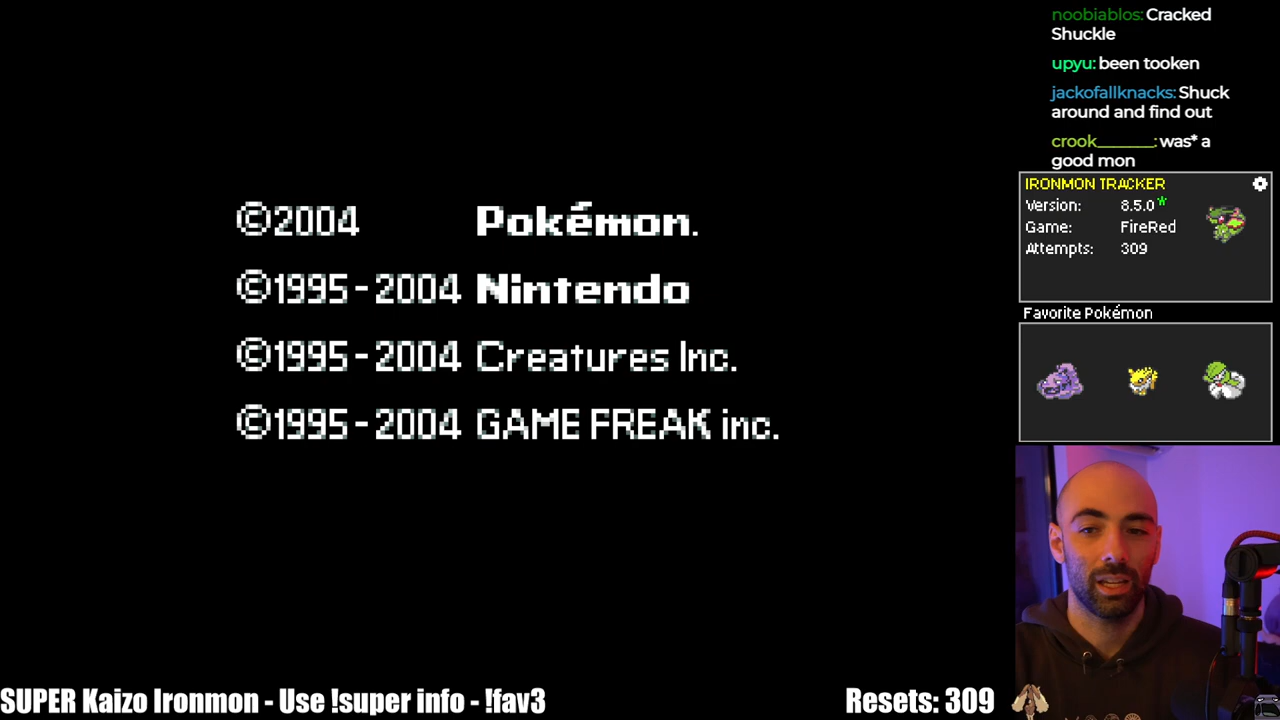 noobiablos: Cracked
Shuckle
upyu: been tooken
jackofallknacks: Shuck
around and find out
crook_______: was* a
good mon
©2004 Pokémon.
©1995-2004 Nintendo
©1995-2004 Creatures Inc.
©1995-2004 GAME FREAK inc.
IRONMON TRACKER
Version: 8.5.0*
Game: FireRed
Attempts: 309
Favorite Pokémon
SUPER Kaizo Ironmon - Use !super info - !fav3
Resets: 309